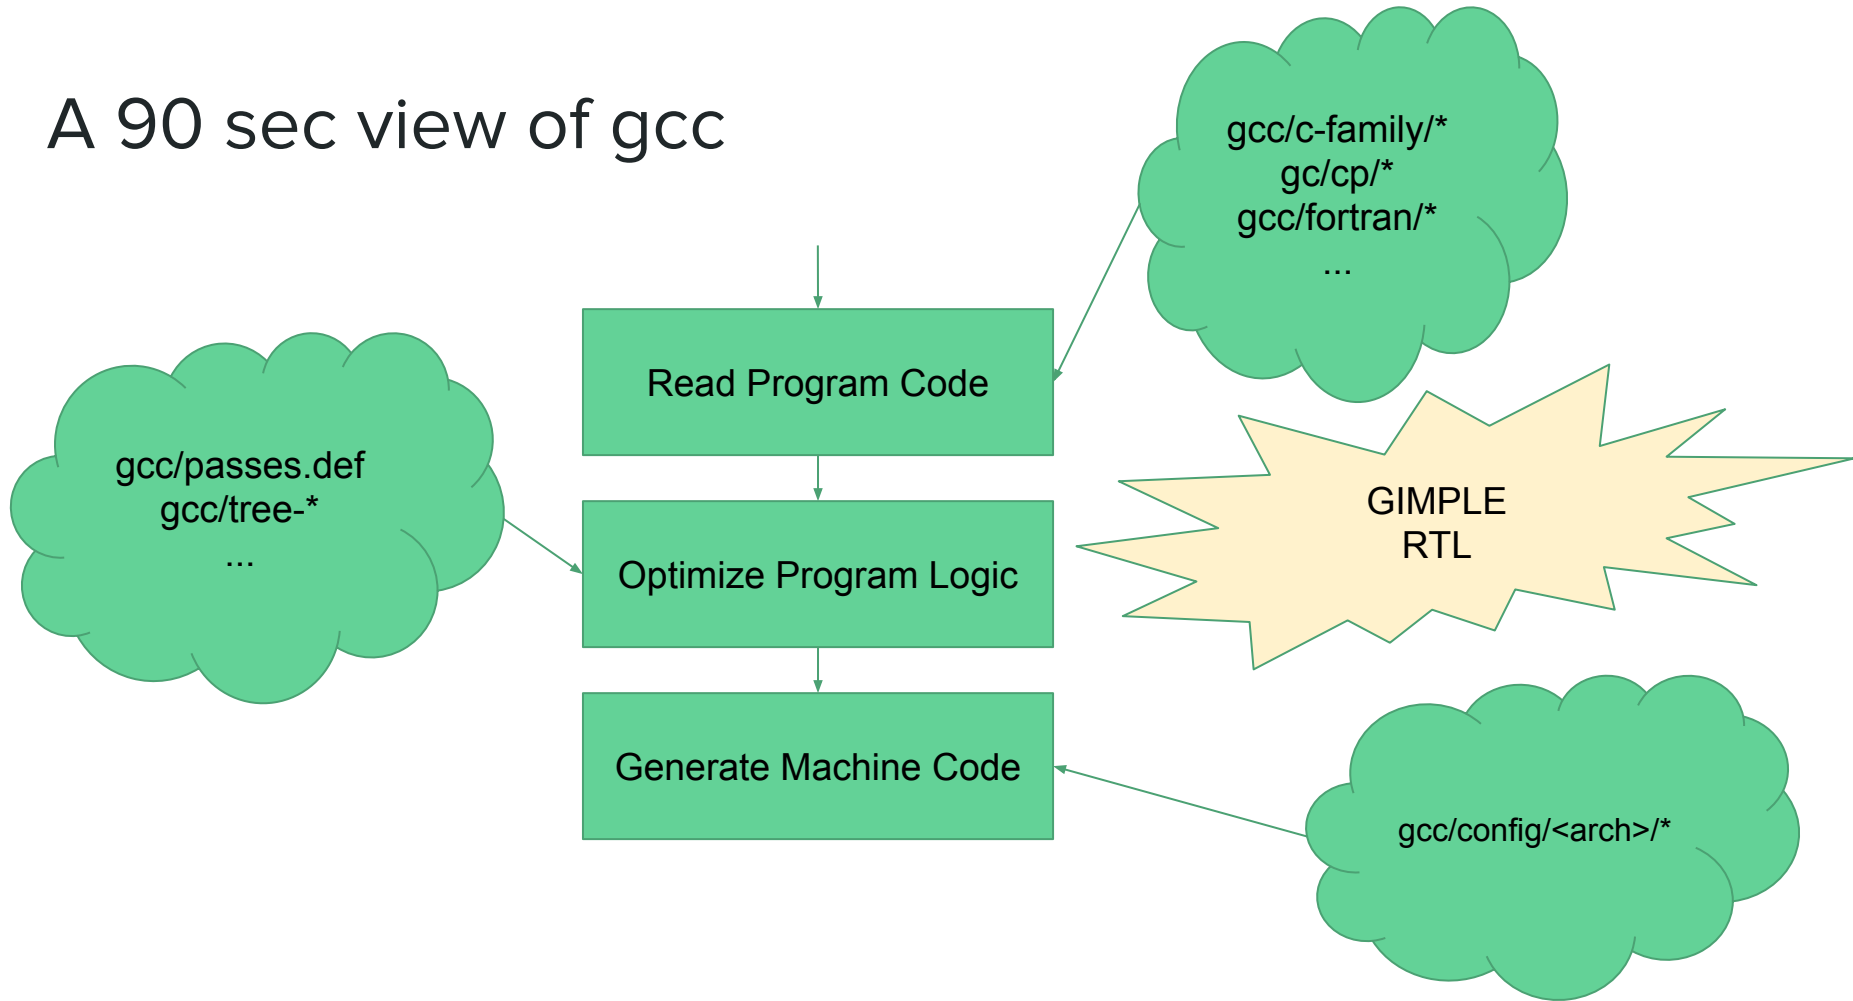 A 90 sec view of gcc
gcc/c-family/*
gc/cp/*
gcc/fortran/*
...
Read Program Code
gcc/passes.def
gcc/tree-*
...
GIMPLE
RTL
Optimize Program Logic
Generate Machine Code
gcc/config/<arch>/*